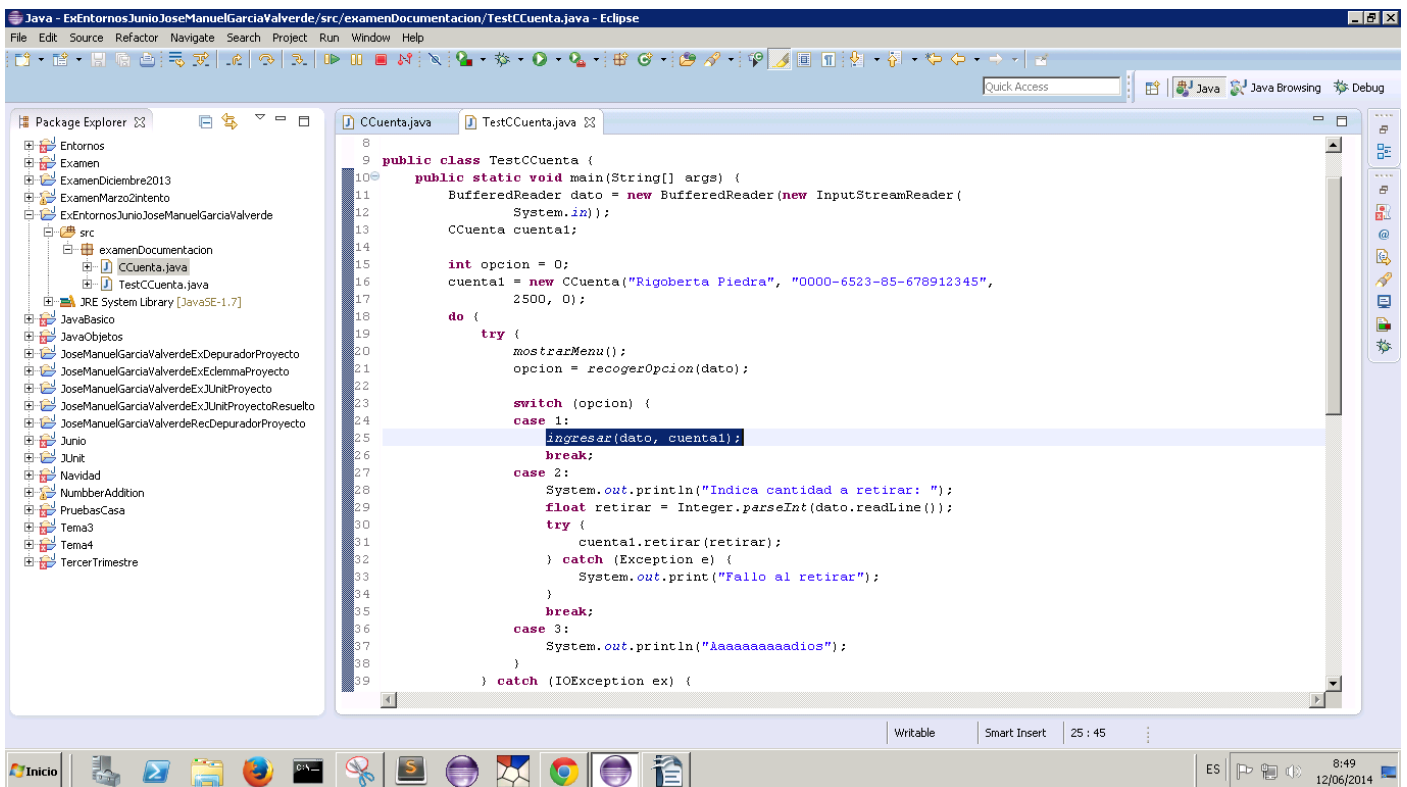 Java - ExEntornosJunioJoseManuelGarciaValverde/src/examenDocumentacion/TestCCuenta.java - Eclipse
File Edit Source Refactor Navigate Search Project Run Window Help
Quick Access
Java Java Browsing Debug
Package Explorer
Entornos
Examen
ExamenDiciembre2013
ExamenMarzo2intento
ExEntornosJunioJoseManuelGarciaValverde
src
examenDocumentacion
CCuenta.java
TestCCuenta.java
JRE System Library [JavaSE-1.7]
JavaBasico
JavaObjetos
JoseManuelGarciaValverdeExDepuradorProyecto
JoseManuelGarciaValverdeExEclemmaProyecto
JoseManuelGarciaValverdeExJUnitProyecto
JoseManuelGarciaValverdeExJUnitProyectoResuelto
JoseManuelGarciaValverdeRecDepuradorProyecto
Junio
JUnit
Navidad
NumbberAddition
PruebasCasa
Tema3
Tema4
TercerTrimestre
CCuenta.java TestCCuenta.java
8
9 public class TestCCuenta {
10 public static void main(String[] args) {
11 BufferedReader dato = new BufferedReader(new InputStreamReader(
12 System.in));
13 CCuenta cuenta1;
14
15 int opcion = 0;
16 cuenta1 = new CCuenta("Rigoberta Piedra", "0000-6523-85-678912345",
17 2500, 0);
18 do {
19 try {
20 mostrarMenu();
21 opcion = recogerOpcion(dato);
22
23 switch (opcion) {
24 case 1:
25 ingresar(dato, cuenta1);
26 break;
27 case 2:
28 System.out.println("Indica cantidad a retirar: ");
29 float retirar = Integer.parseInt(dato.readLine());
30 try {
31 cuenta1.retirar(retirar);
32 } catch (Exception e) {
33 System.out.print("Fallo al retirar");
34 }
35 break;
36 case 3:
37 System.out.println("Aaaaaaaaaadios");
38 }
39 } catch (IOException ex) {
Writable Smart Insert 25 : 45
Inicio
ES
8:49
12/06/2014